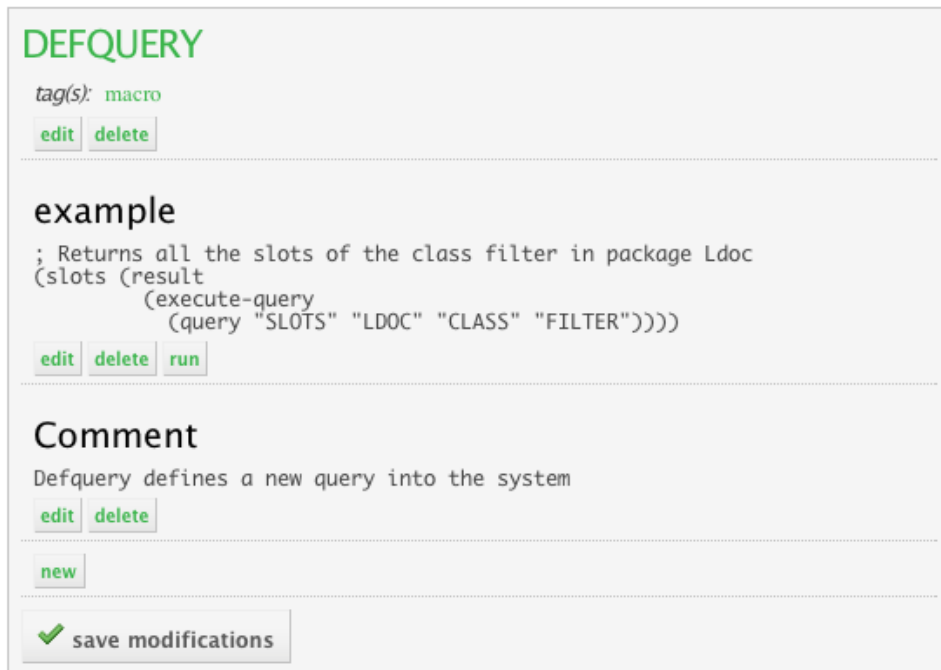 DEFQUERY
tag(s): macro
edit delete
example
; Returns all the slots of the class filter in package Ldoc
(slots (result
(execute-query
(query "SLOTS" "LDOC" "CLASS" "FILTER"))))
edit delete run
Comment
Defquery defines a new query into the system
edit delete
new
save modifications